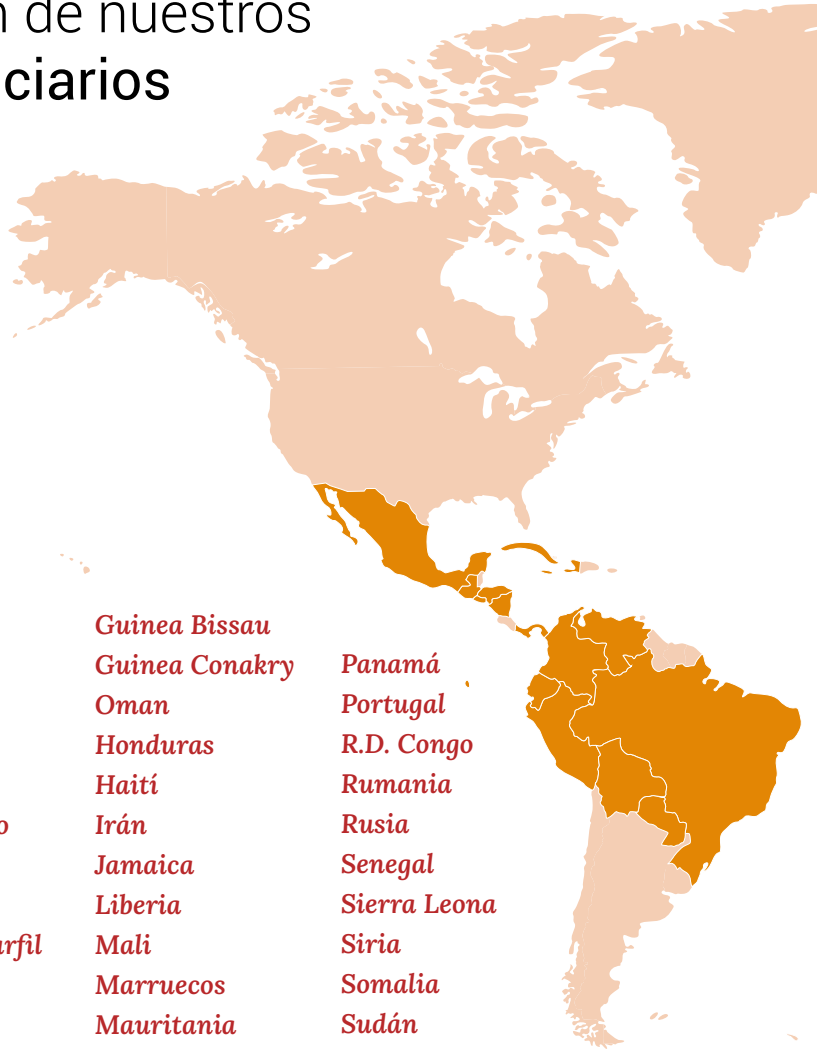 de nuestros
Guinea Bissau
Guinea Conakry
Oman
Honduras
Haití
Irán
Jamaica
Liberia
Mali
Marruecos
Mauritania
Panamá
Portugal
R.D. Congo
Rumania
Rusia
Senegal
Sierra Leona
Siria
Somalia
Sudán